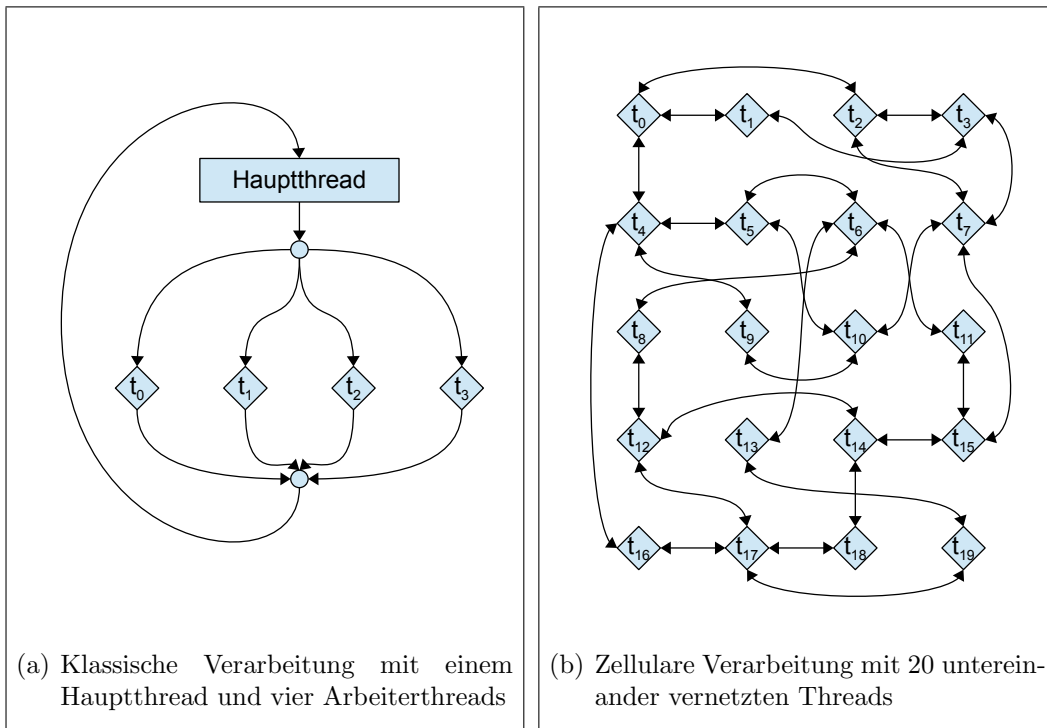 Hauptthread
t0 t1 t2 t3
(a) Klassische Verarbeitung mit einem
Hauptthread und vier Arbeiterthreads
t0 t1 t2 t3
t4 t5 t6 t7
t8 t9 t10 t11
t12 t13 t14 t15
t16 t17 t18 t19
(b) Zellulare Verarbeitung mit 20 unterein-
ander vernetzten Threads